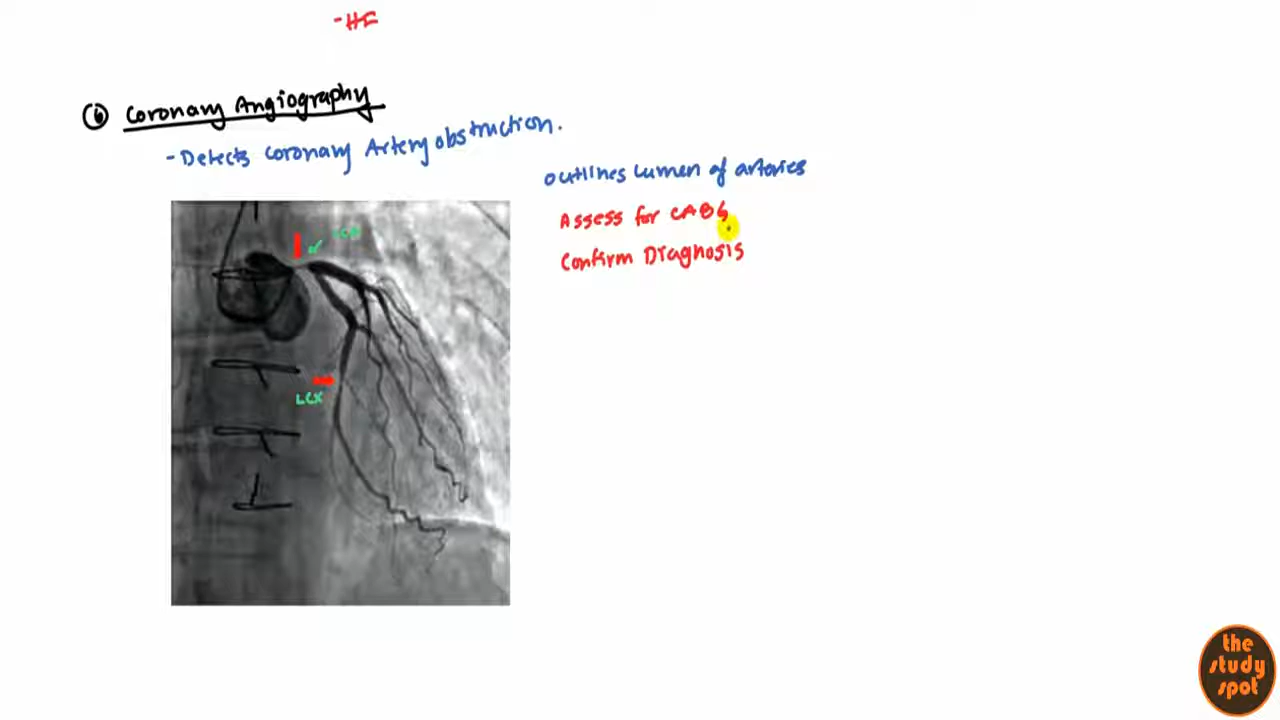 -HF
⑥ Coronary Angiography
- Detects Coronary Artery obstruction.
outlines lumen of arteries
Assess for CABG
Confirm Diagnosis
LCX
the
study
spot